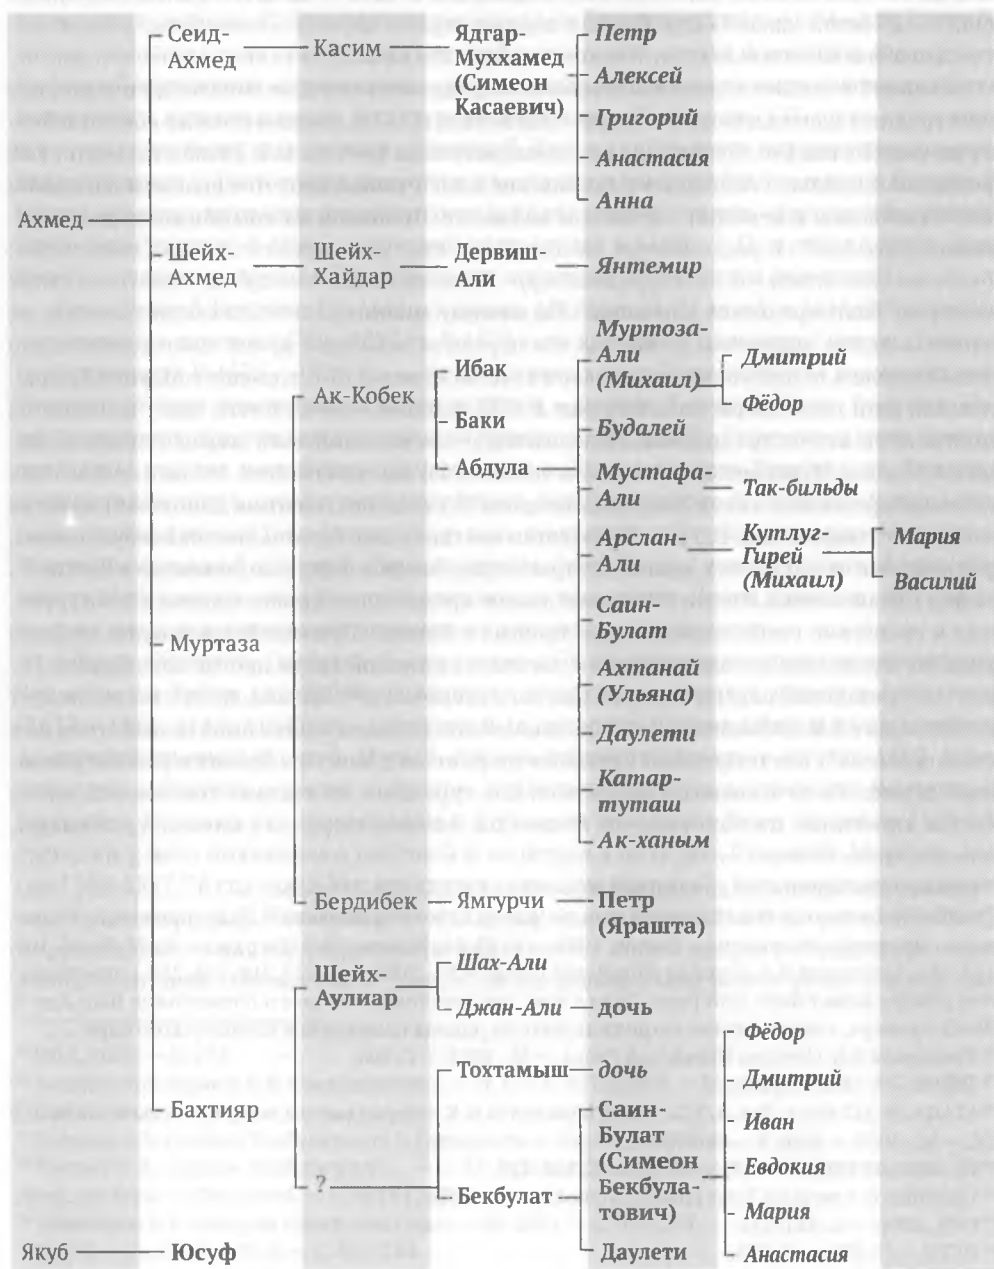 Сеид-
Ахмед
Касим
Ядгар-
Муххамед
(Симеон
Касаевич)
Петр
Алексей
Григорий
Анастасия
Анна
Ахмед
Шейх-
Ахмед
Шейх-
Хайдар
Дервиш-
Али
Янтемир
Муртаза
Ак-Кобек
Ибак
Баки
Абдула
Муртоза-
Али
(Михаил)
Дмитрий
Фёдор
Будалей
Мустафа-
Али
Так-бильды
Арслан-
Али
Кутлуг-
Гирей
(Михаил)
Мария
Василий
Саин-
Булат
Ахтанай
(Ульяна)
Даулети
Катар-
туташ
Ак-ханым
Бердибек
Ямгурчи
Петр
(Ярашта)
Бахтияр
Шейх-
Аулиар
Шах-Али
Джан-Али
дочь
?
Тохтамыш
дочь
Бекбулат
Саин-
Булат
(Симеон
Бекбула-
тович)
Фёдор
Дмитрий
Иван
Евдокия
Мария
Анастасия
Даулети
Якуб
Юсуф